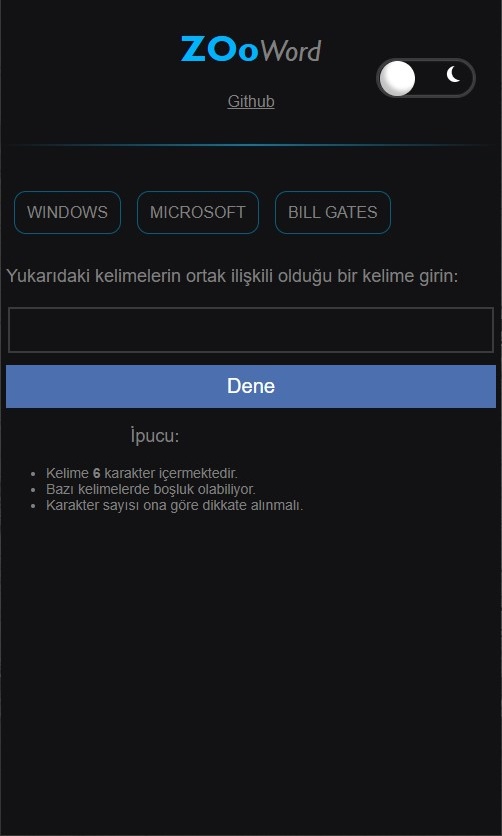 ZOoWord
Github
WINDOWS MICROSOFT BILL GATES
Yukarıdaki kelimelerin ortak ilişkili olduğu bir kelime girin:
Dene
İpucu:
Kelime 6 karakter içermektedir.
Bazı kelimelerde boşluk olabiliyor.
Karakter sayısı ona göre dikkate alınmalı.